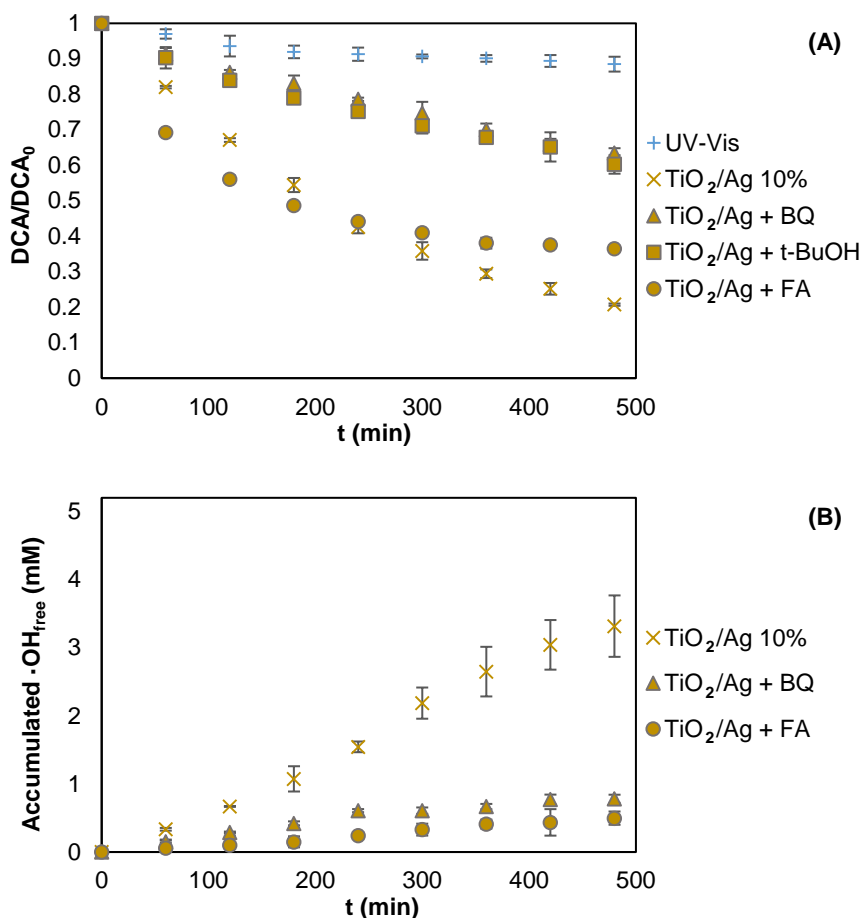 (A)
DCA/DCA₀
1
0.9
0.8
0.7
0.6
0.5
0.4
0.3
0.2
0.1
0
0 100 200 300 400 500
t (min)
UV-Vis
TiO₂/Ag 10%
TiO₂/Ag + BQ
TiO₂/Ag + t-BuOH
TiO₂/Ag + FA
(B)
Accumulated ·OH_free (mM)
5
4
3
2
1
0
0 100 200 300 400 500
t (min)
TiO₂/Ag 10%
TiO₂/Ag + BQ
TiO₂/Ag + FA